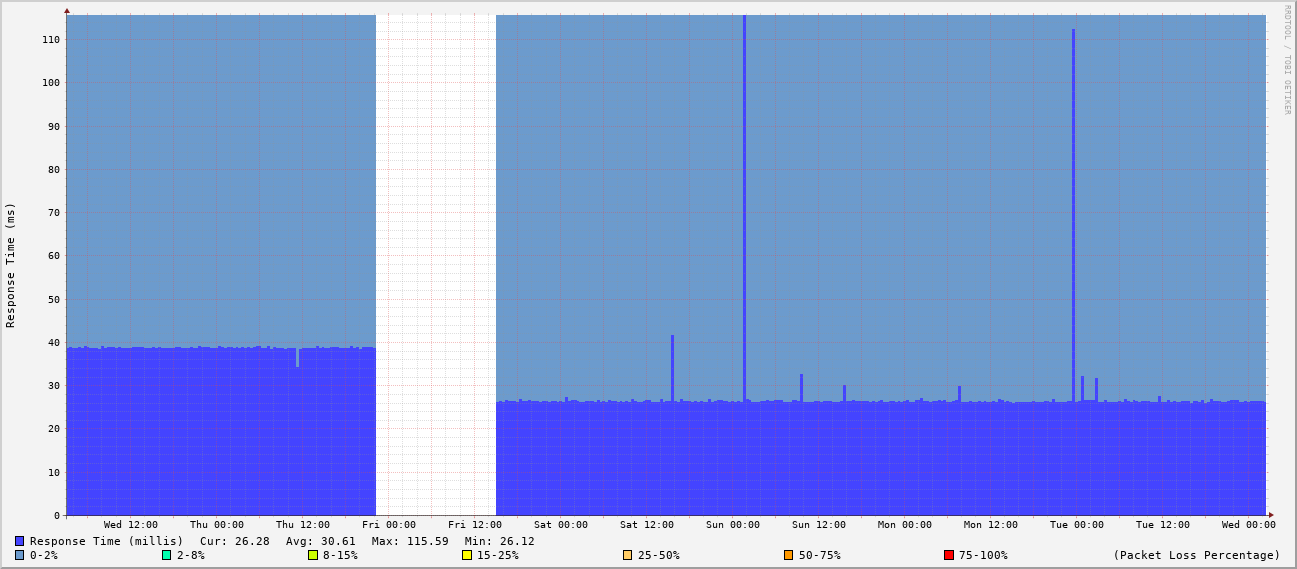 RRDTOOL / TOBI OETIKER
Response Time (ms)
110
100
90
80
70
60
50
40
30
20
10
0
Wed 12:00 Thu 00:00 Thu 12:00 Fri 00:00 Fri 12:00 Sat 00:00 Sat 12:00 Sun 00:00 Sun 12:00 Mon 00:00 Mon 12:00 Tue 00:00 Tue 12:00 Wed 00:00
Response Time (millis) Cur: 26.28 Avg: 30.61 Max: 115.59 Min: 26.12
0-2% 2-8% 8-15% 15-25% 25-50% 50-75% 75-100% (Packet Loss Percentage)